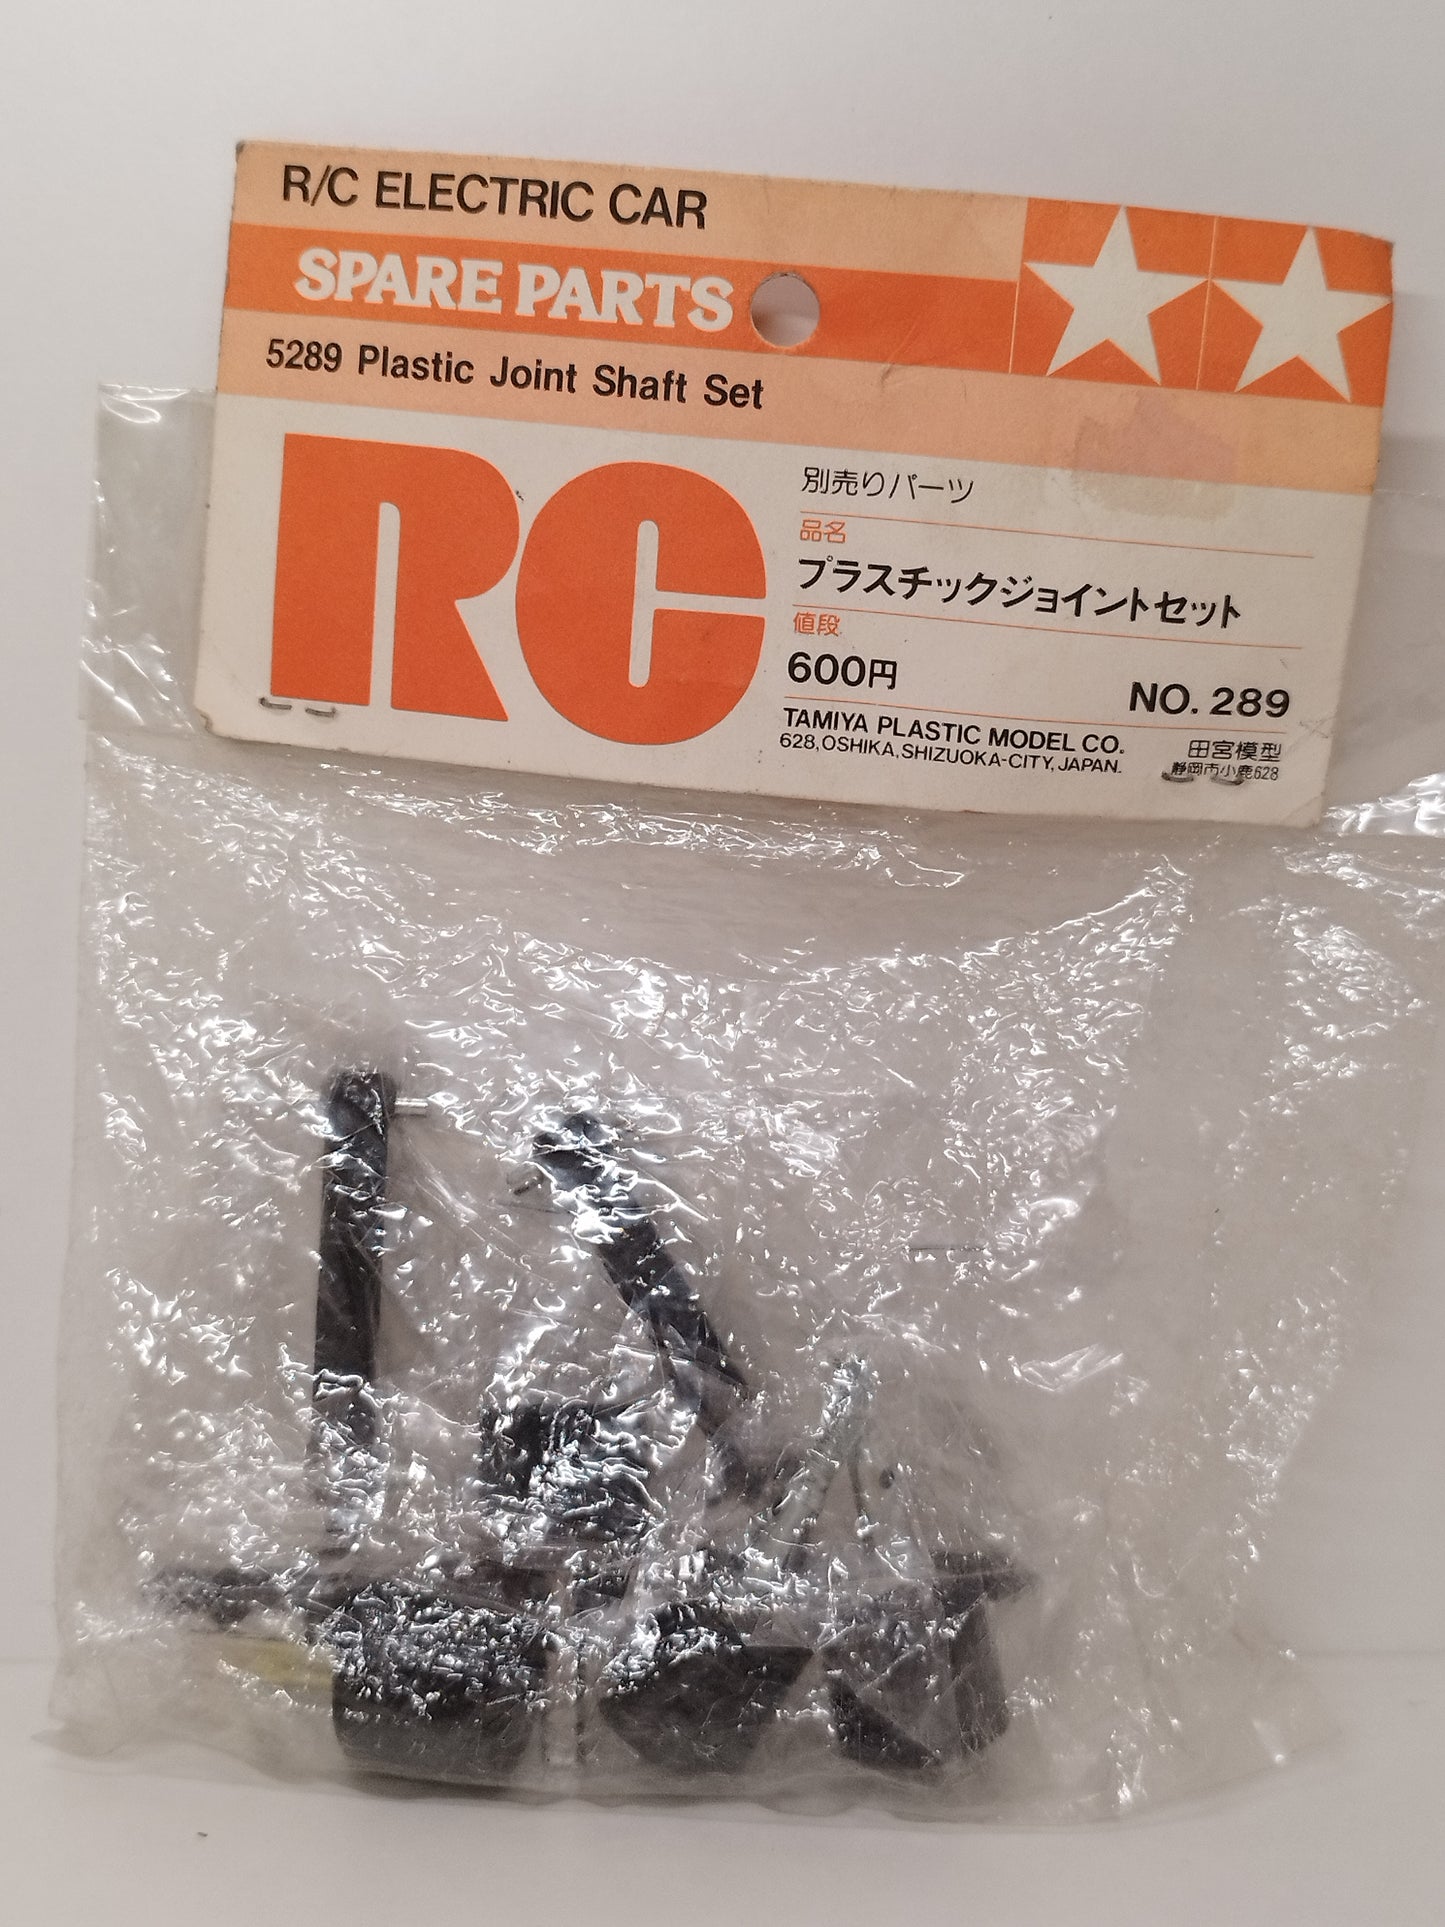 R/C ELECTRIC CAR
SPARE PARTS
5289 Plastic Joint Shaft Set
RC
別売りパーツ
品名
プラスチックジョイントセット
値段
600円
NO. 289
TAMIYA PLASTIC MODEL CO.
628, OSHIKA, SHIZUOKA-CITY, JAPAN.
田宮模型
静岡市小鹿628